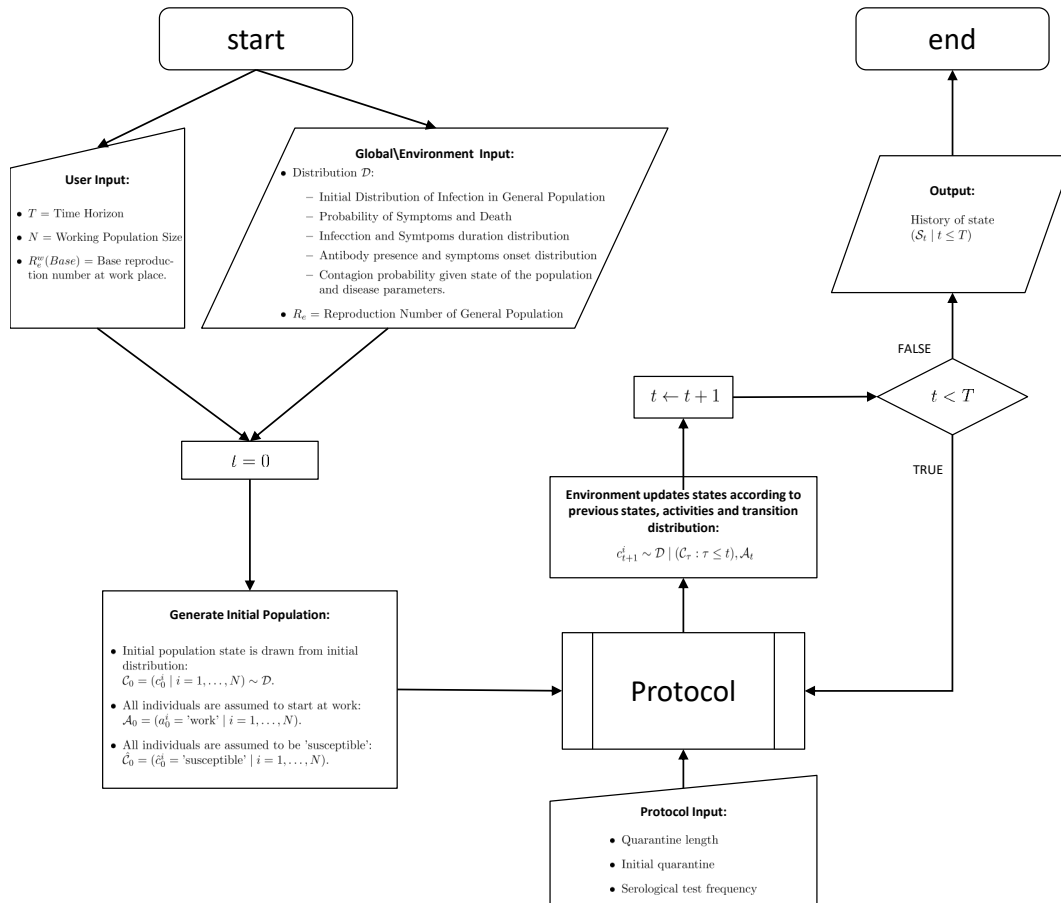 start
end
User Input:
• T = Time Horizon
• N = Working Population Size
• R_e^w(Base) = Base reproduc-
tion number at work place.
Global\Environment Input:
• Distribution 𝒟:
– Initial Distribution of Infection in General Population
– Probability of Symptoms and Death
– Infecction and Symtpoms duration distribution
– Antibody presence and symptoms onset distribution
– Contagion probability given state of the population
and disease parameters.
• R_e = Reproduction Number of General Population
t = 0
Generate Initial Population:
• Initial population state is drawn from initial
distribution:
𝒞_0 = (c_0^i | i = 1, . . . , N) ∼ 𝒟.
• All individuals are assumed to start at work:
𝒜_0 = (a_0^i = 'work' | i = 1, . . . , N).
• All individuals are assumed to be 'susceptible':
𝒞̂_0 = (ĉ_0^i = 'susceptible' | i = 1, . . . , N).
Protocol Input:
• Quarantine length
• Initial quarantine
• Serological test frequency
Protocol
Environment updates states according to
previous states, activities and transition
distribution:
c_{t+1}^i ∼ 𝒟 | (𝒞_τ : τ ≤ t), 𝒜_t
t ← t + 1
t < T
TRUE
FALSE
Output:
History of state
(𝒮_t | t ≤ T)